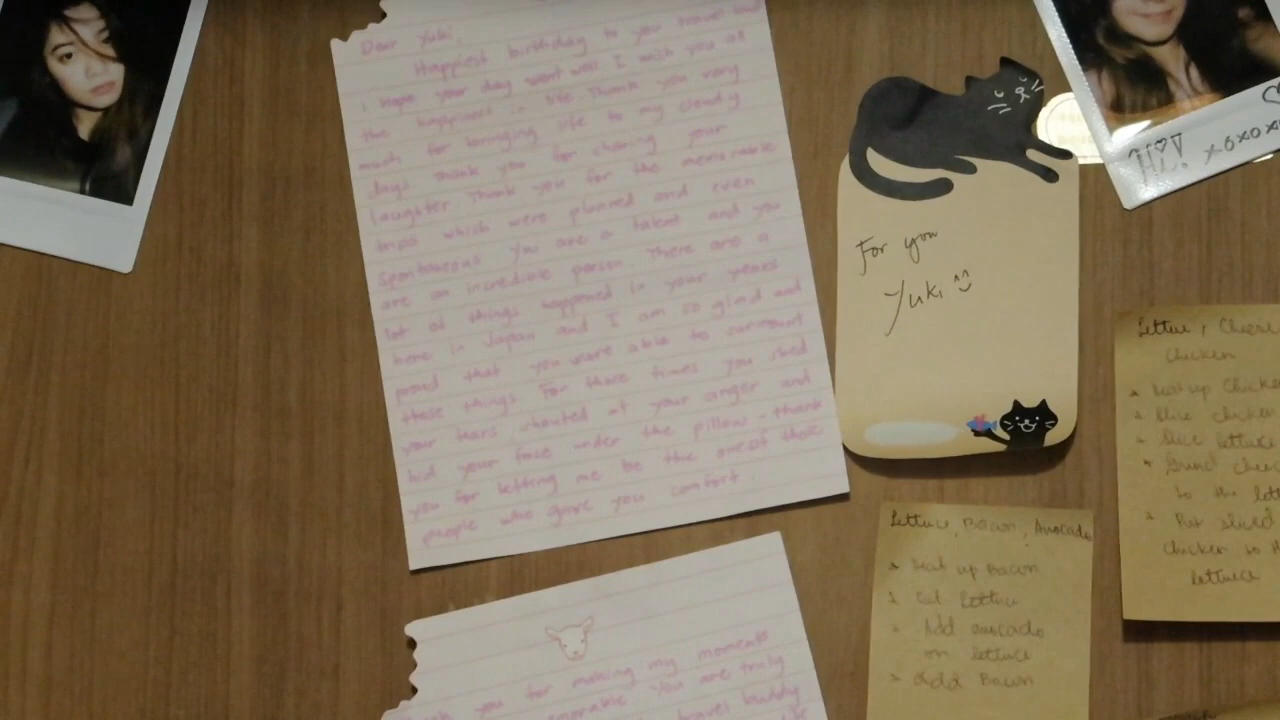 Dear Yuki,
Happiest birthday to you travel bud
I hope your day went well I wish you all
the happiness in life Thank you very
much for bringing life to my cloudy
days Thank you for sharing your
laughter Thank you for the memorable
trips which were planned and even
spontaneous You are a talent and you
are an incredible person. There are a
lot of things happened in your years
here in Japan and I am so glad and
proud that you were able to surmount
these things. For those times you shed
your tears, shouted at your anger and
hid your face under the pillow - thank
you for letting me be the one of those
people who gave you comfort.
you for making my moments
You are truly
travel buddy
For you
Yuki ^^
HI!
xoxoxo
Lettuce, Bacon, Avocado
Heat up Bacon
Cut lettuce
Add avocado
on lettuce
Add Bacon
Lettuce, Cheese
Chicken
Heat up Chicken
Slice chicken
Slice lettuce
to the
Put sliced
chicken to
lettuce